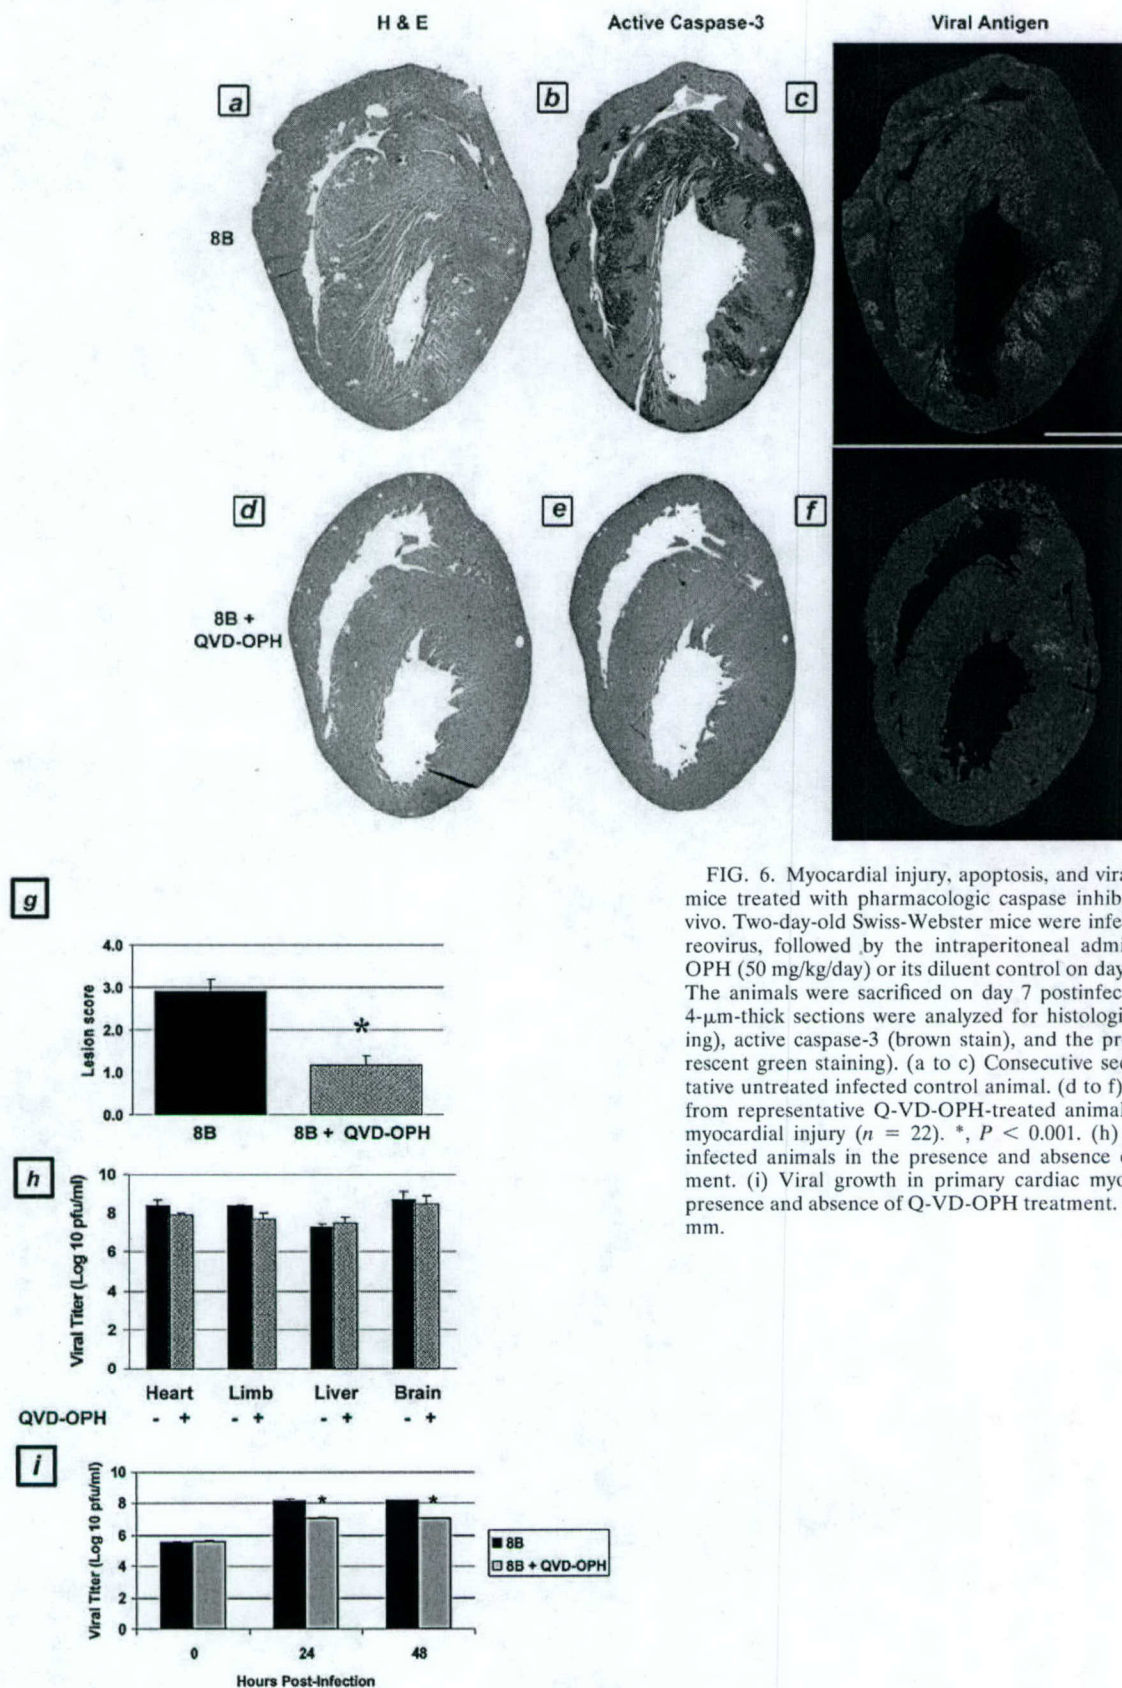 H & E
Active Caspase-3
Viral Antigen
a
b
c
8B
d
e
f
8B +
QVD-OPH
g
4.0
3.0
2.0
1.0
0.0
Lesion score
*
8B
8B + QVD-OPH
h
10
8
6
4
2
0
Viral Titer (Log 10 pfu/ml)
Heart Limb Liver Brain
QVD-OPH - + - + - + - +
i
10
8
6
4
2
0
Viral Titer (Log 10 pfu/ml)
* *
0 24 48
Hours Post-Infection
8B
8B + QVD-OPH
FIG. 6. Myocardial injury, apoptosis, and vira
mice treated with pharmacologic caspase inhib
vivo. Two-day-old Swiss-Webster mice were infe
reovirus, followed by the intraperitoneal admi
OPH (50 mg/kg/day) or its diluent control on day
The animals were sacrificed on day 7 postinfec
4-μm-thick sections were analyzed for histologi
ing), active caspase-3 (brown stain), and the pr
rescent green staining). (a to c) Consecutive sec
tative untreated infected control animal. (d to f)
from representative Q-VD-OPH-treated animal
myocardial injury (n = 22). *, P < 0.001. (h)
infected animals in the presence and absence
ment. (i) Viral growth in primary cardiac myo
presence and absence of Q-VD-OPH treatment.
mm.